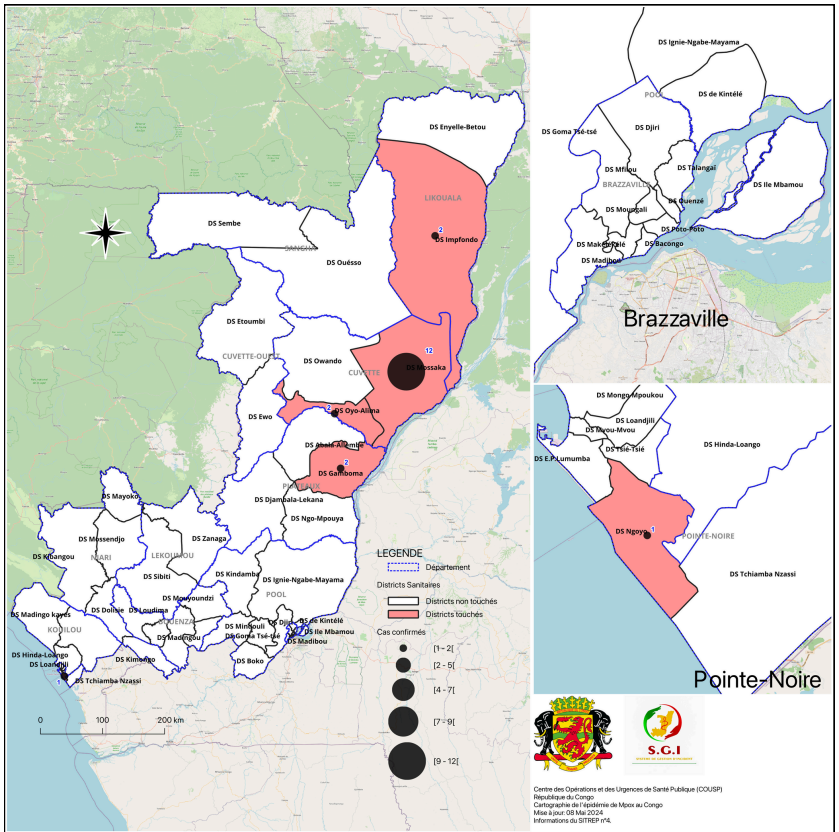 DS Enyelle-Betou
LIKOUALA
2
DS Impfondo
DS Sembe
SANGHA
DS Ouésso
DS Etoumbi
CUVETTE-OUEST
DS Owando
CUVETTE
12
DS Mossaka
DS Ewo
2
DS Oyo-Alima
DS Abala-Allembé
2
DS Gamboma
PLATEAUX
DS Djambala-Lekana
DS Ngo-Mpouya
DS Mayoko
DS Mossendjo
DS Zanaga
DS Kibangou
NIARI
LEKOUMOU
DS Sibiti
DS Kindamba
DS Ignie-Ngabe-Mayama
POOL
DS Mouyoundzi
DS Madingo kayes
DS Dolisie
DS Loudima
BOUENZA
DS Madingou
DS Minkouli
DS Djiri
DS de Kintélé
DS Goma Tsé-tsé
DS Ile Mbamou
DS Madibou
KOUILOU
DS Hinda-Loango
DS Loandjili
DS Kimongo
DS Boko
1
DS Tchiamba Nzassi
0 100 200 km
LEGENDE
Département
Districts Sanitaires
Districts non touchés
Districts touchés
Cas confirmés
[1 - 2[
[2 - 5[
[4 - 7[
[7 - 9[
[9 - 12[
DS Ignie-Ngabe-Mayama
POOL
DS de Kintélé
DS Goma Tsé-tsé
DS Djiri
DS Mfilou
DS Talangaï
BRAZZAVILLE
DS Ile Mbamou
DS Ouenzé
DS Moungali
DS Poto-Poto
DS Bacongo
DS Madibou
Brazzaville
DS Mongo-Mpoukou
DS Loandjili
DS Mvou-Mvou
DS Tsié-Tsié
DS Hinda-Loango
DS E.P.Lumumba
DS Ngoyo
1
POINTE-NOIRE
DS Tchiamba Nzassi
Pointe-Noire
S.G.I
Centre des Opérations et des Urgences de Santé Publique (COUSP)
République du Congo
Cartographie de l'épidémie de Mpox au Congo
Mise à jour: 08 Mai 2024
Informations du SITREP n°4.